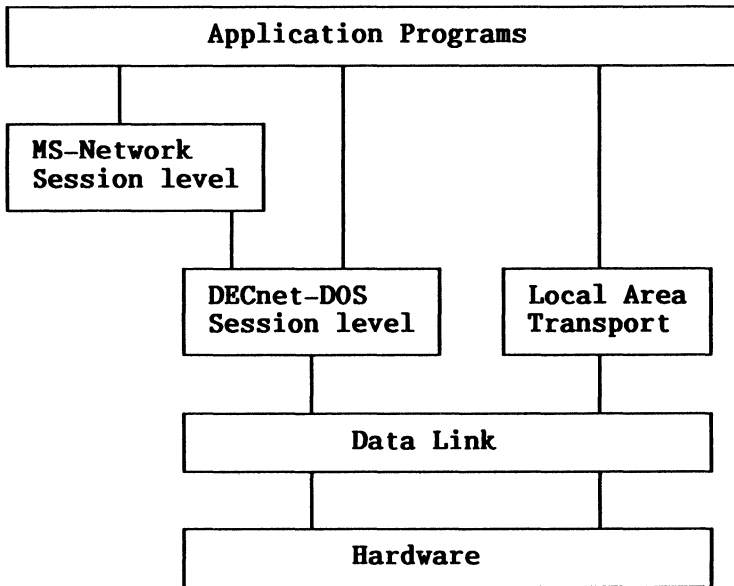 Application Programs
MS-Network
Session level
DECnet-DOS
Session level
Local Area
Transport
Data Link
Hardware